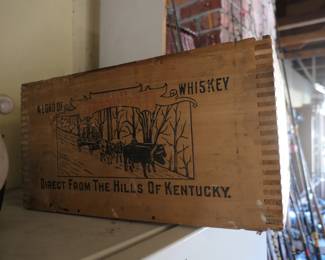 A LOAD OF
WHISKEY
DIRECT FROM THE HILLS OF KENTUCKY.